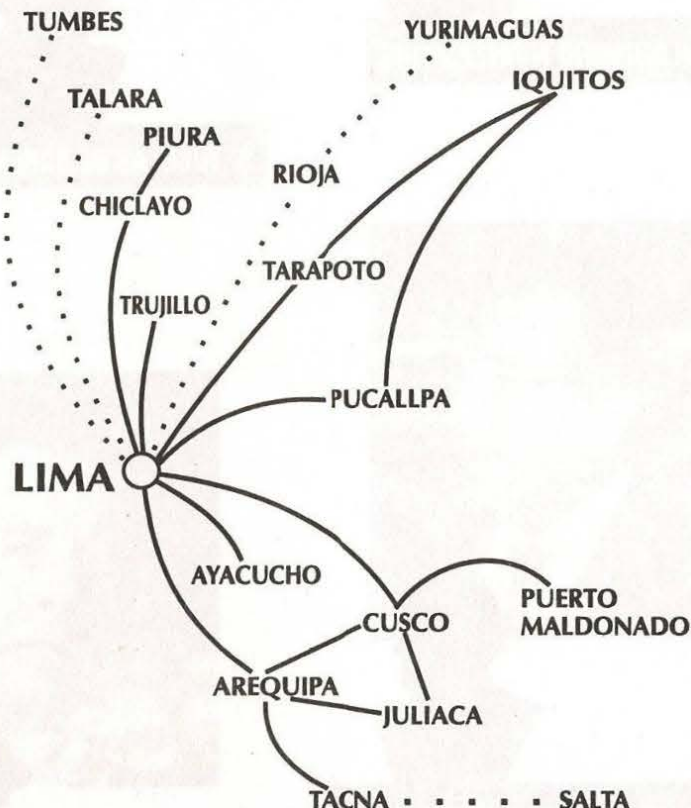 TUMBES
YURIMAGUAS
IQUITOS
TALARA
PIURA
RIOJA
CHICLAYO
TARAPOTO
TRUJILLO
PUCALLPA
LIMA
AYACUCHO
PUERTO
MALDONADO
CUSCO
AREQUIPA
JULIACA
TACNA
SALTA